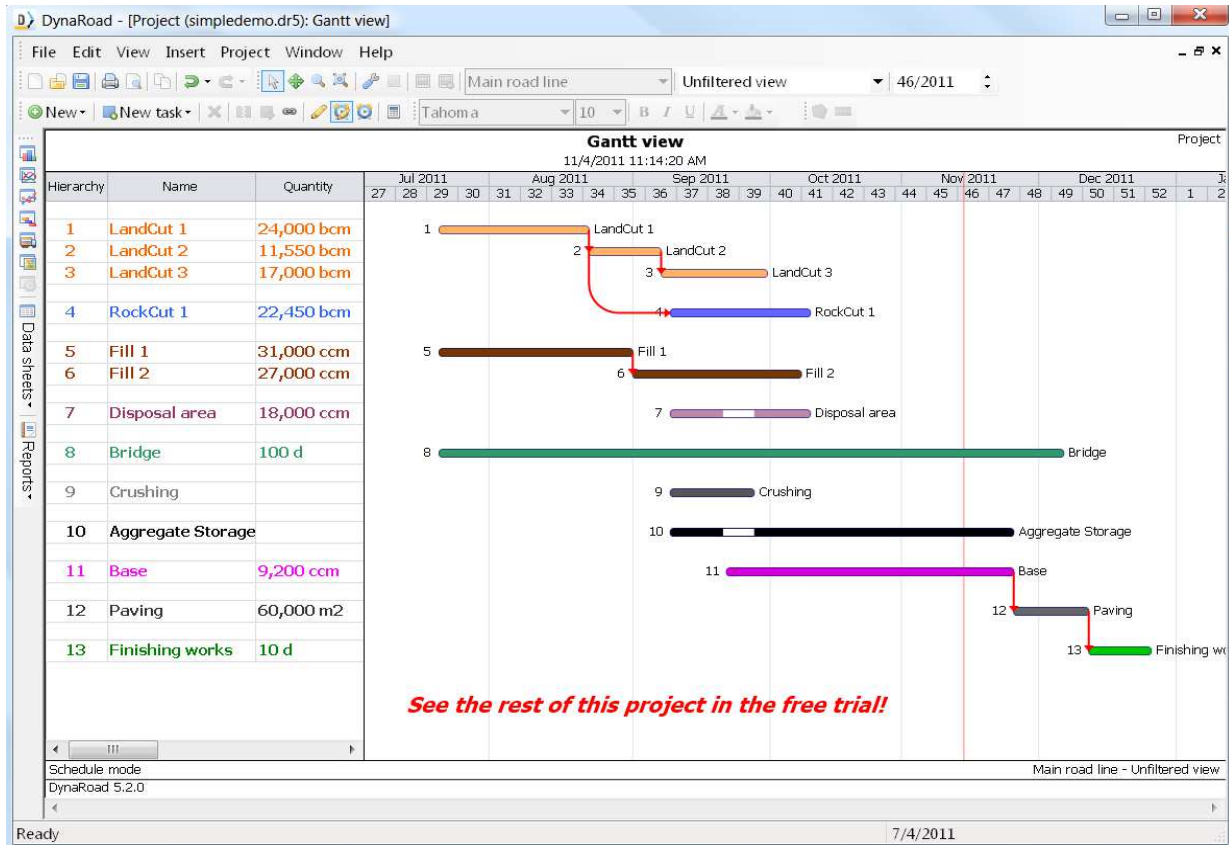 DynaRoad - [Project (simpledemo.dr5): Gantt view]
File Edit View Insert Project Window Help
Main road line Unfiltered view 46/2011
New New task Tahoma 10 B I U A
Gantt view Project
11/4/2011 11:14:20 AM
Hierarchy Name Quantity
Jul 2011 Aug 2011 Sep 2011 Oct 2011 Nov 2011 Dec 2011
27 28 29 30 31 32 33 34 35 36 37 38 39 40 41 42 43 44 45 46 47 48 49 50 51 52 1 2
1 LandCut 1 24,000 bcm 1 LandCut 1
2 LandCut 2 11,550 bcm 2 LandCut 2
3 LandCut 3 17,000 bcm 3 LandCut 3
4 RockCut 1 22,450 bcm 4 RockCut 1
5 Fill 1 31,000 ccm 5 Fill 1
6 Fill 2 27,000 ccm 6 Fill 2
7 Disposal area 18,000 ccm 7 Disposal area
8 Bridge 100 d 8 Bridge
9 Crushing 9 Crushing
10 Aggregate Storage 10 Aggregate Storage
11 Base 9,200 ccm 11 Base
12 Paving 60,000 m2 12 Paving
13 Finishing works 10 d 13 Finishing
Data sheets
Reports
See the rest of this project in the free trial!
Schedule mode Main road line - Unfiltered view
DynaRoad 5.2.0
Ready 7/4/2011